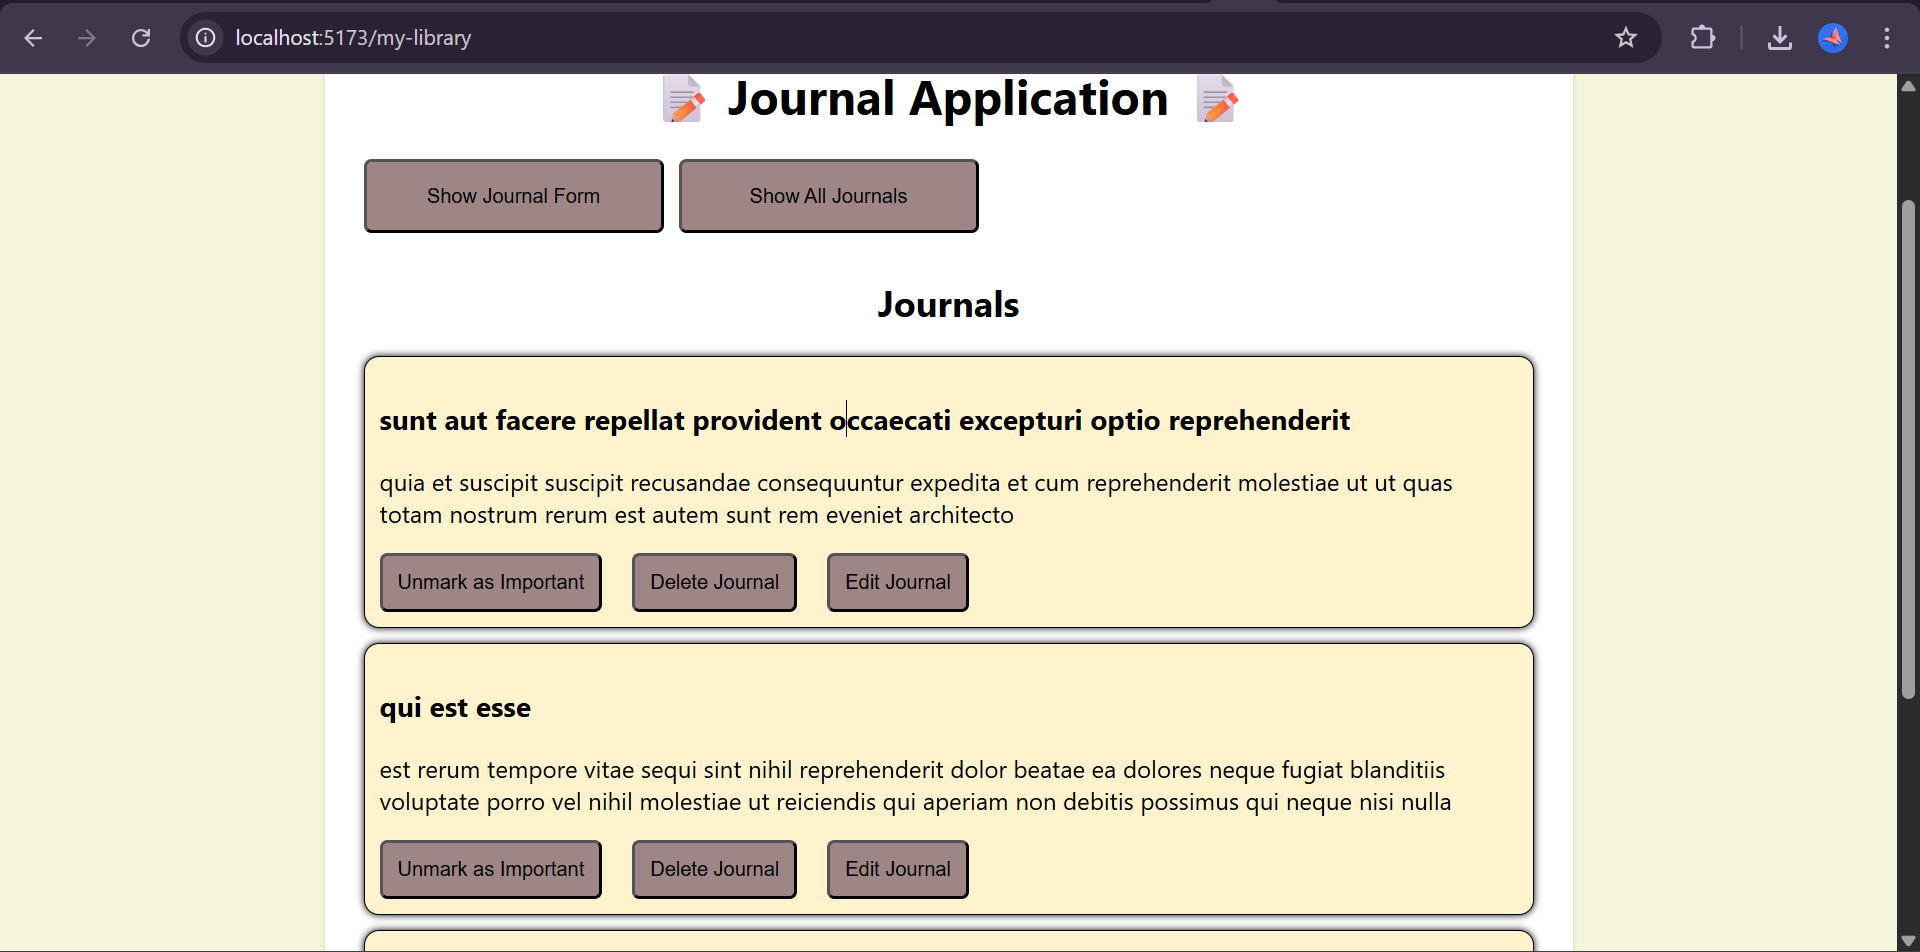 localhost:5173/my-library
Journal Application
Show Journal Form
Show All Journals
Journals
sunt aut facere repellat provident occaecati excepturi optio reprehenderit
quia et suscipit suscipit recusandae consequuntur expedita et cum reprehenderit molestiae ut ut quas
totam nostrum rerum est autem sunt rem eveniet architecto
Unmark as Important
Delete Journal
Edit Journal
qui est esse
est rerum tempore vitae sequi sint nihil reprehenderit dolor beatae ea dolores neque fugiat blanditiis
voluptate porro vel nihil molestiae ut reiciendis qui aperiam non debitis possimus qui neque nisi nulla
Unmark as Important
Delete Journal
Edit Journal